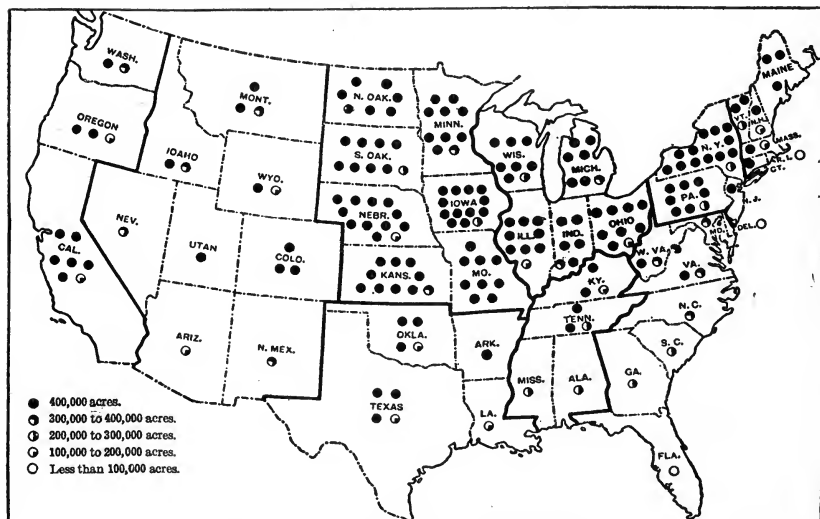 WASH.
MONT.
N. OAK.
MINN.
MAINE
OREGON
IOAHO
S. OAK.
WIS.
MICH.
VT.
N.H.
N. Y.
MASS.
R. I.
CT.
WYO.
NEBR.
IOWA
PA.
N. J.
NEV.
UTAH
COLO.
CAL.
KANS.
MO.
ILL.
IND.
OHIO
W. VA.
MD.
DEL.
VA.
KY.
N. C.
TENN.
ARIZ.
N. MEX.
OKLA.
ARK.
S. C.
MISS.
ALA.
GA.
TEXAS
LA.
FLA.
400,000 acres.
300,000 to 400,000 acres.
200,000 to 300,000 acres.
100,000 to 200,000 acres.
Less than 100,000 acres.